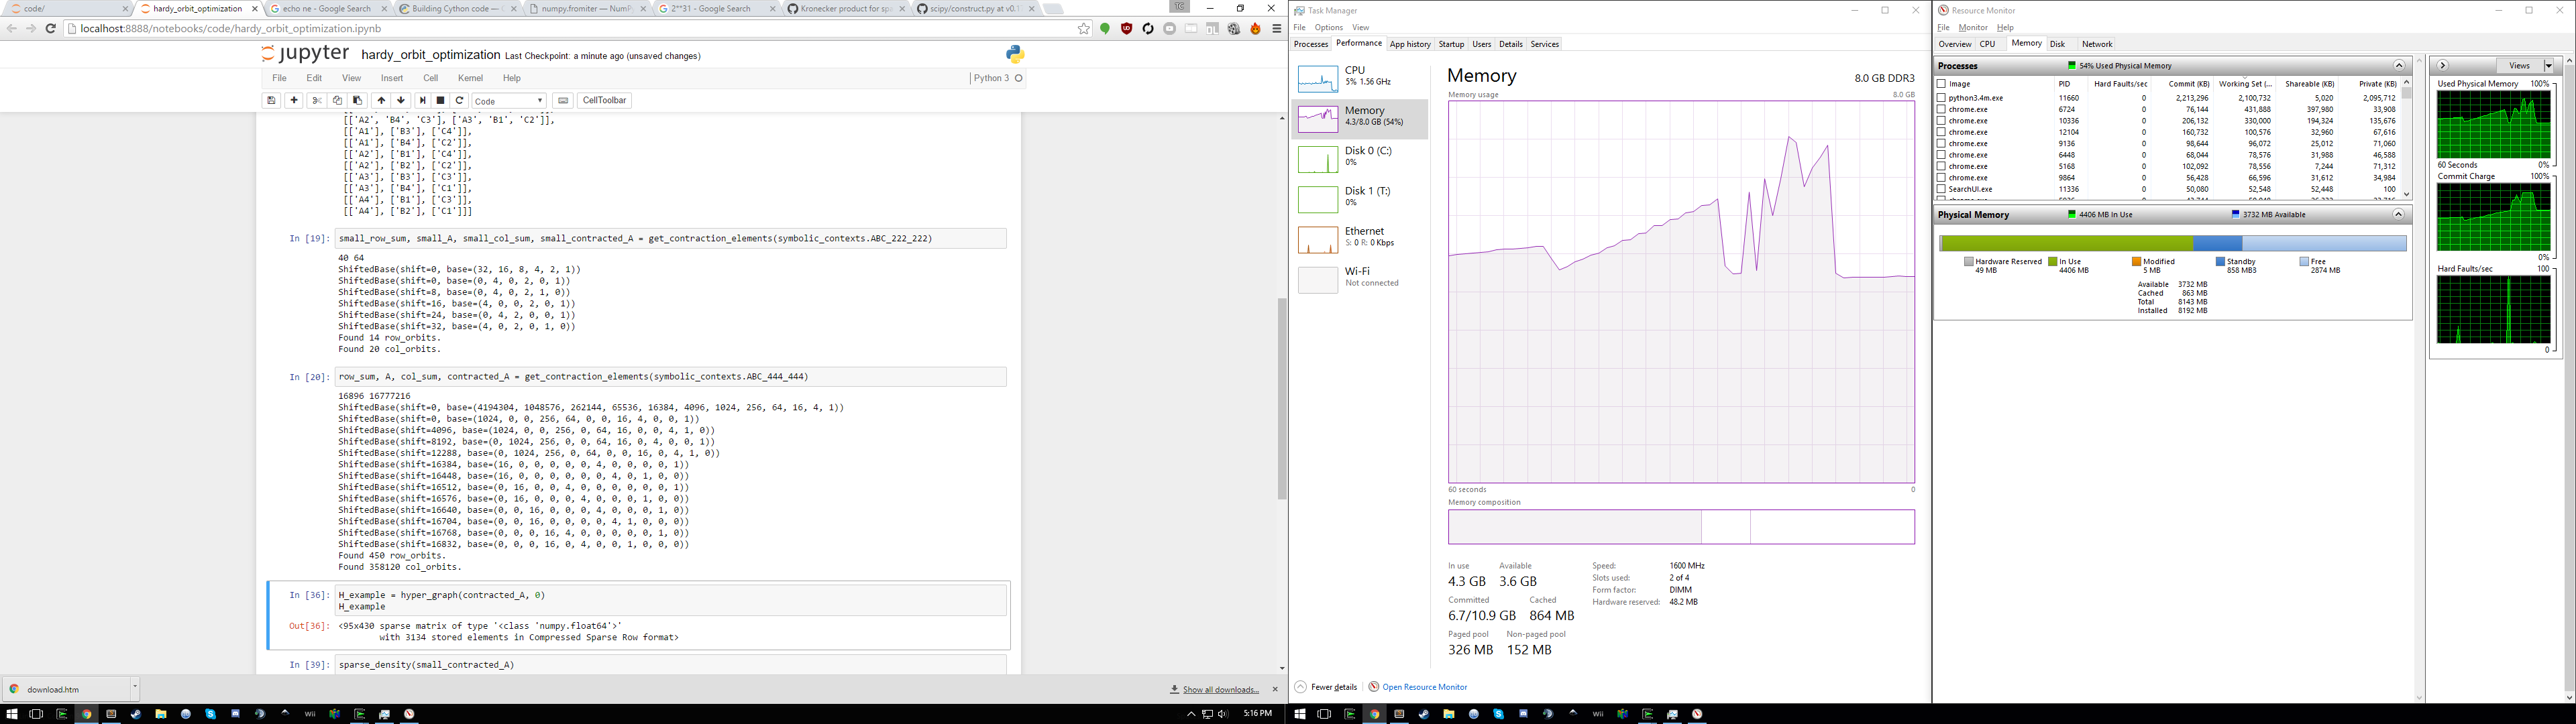 code/
hardy_orbit_optimization
echo ne - Google Search
Building Cython code —
numpy.fromiter — NumP
2**31 - Google Search
Kronecker product for spa
scipy/construct.py at v0.1
localhost:8888/notebooks/code/hardy_orbit_optimization.ipynb
jupyter hardy_orbit_optimization Last Checkpoint: a minute ago (unsaved changes)
File Edit View Insert Cell Kernel Help Python 3
Code CellToolbar
[['A2', 'B4', 'C3'], ['A3', 'B1', 'C2']],
[['A1'], ['B3'], ['C4']],
[['A1'], ['B4'], ['C2']],
[['A2'], ['B1'], ['C4']],
[['A2'], ['B2'], ['C2']],
[['A3'], ['B3'], ['C3']],
[['A3'], ['B4'], ['C1']],
[['A4'], ['B1'], ['C3']],
[['A4'], ['B2'], ['C1']]]
In [19]: small_row_sum, small_A, small_col_sum, small_contracted_A = get_contraction_elements(symbolic_contexts.ABC_222_222)
40 64
ShiftedBase(shift=0, base=(32, 16, 8, 4, 2, 1))
ShiftedBase(shift=0, base=(0, 4, 0, 2, 0, 1))
ShiftedBase(shift=8, base=(0, 4, 0, 2, 1, 0))
ShiftedBase(shift=16, base=(4, 0, 0, 2, 0, 1))
ShiftedBase(shift=24, base=(0, 4, 2, 0, 0, 1))
ShiftedBase(shift=32, base=(4, 0, 2, 0, 1, 0))
Found 14 row_orbits.
Found 20 col_orbits.
In [20]: row_sum, A, col_sum, contracted_A = get_contraction_elements(symbolic_contexts.ABC_444_444)
16896 16777216
ShiftedBase(shift=0, base=(4194304, 1048576, 262144, 65536, 16384, 4096, 1024, 256, 64, 16, 4, 1))
ShiftedBase(shift=0, base=(1024, 0, 0, 256, 64, 0, 0, 16, 4, 0, 0, 1))
ShiftedBase(shift=4096, base=(1024, 0, 0, 256, 0, 64, 16, 0, 0, 4, 1, 0))
ShiftedBase(shift=8192, base=(0, 1024, 256, 0, 0, 64, 16, 0, 4, 0, 0, 1))
ShiftedBase(shift=12288, base=(0, 1024, 256, 0, 64, 0, 0, 16, 0, 4, 1, 0))
ShiftedBase(shift=16384, base=(16, 0, 0, 0, 0, 0, 4, 0, 0, 0, 0, 1))
ShiftedBase(shift=16448, base=(16, 0, 0, 0, 0, 0, 0, 4, 0, 1, 0, 0))
ShiftedBase(shift=16512, base=(0, 16, 0, 0, 4, 0, 0, 0, 0, 0, 0, 1))
ShiftedBase(shift=16576, base=(0, 16, 0, 0, 0, 4, 0, 0, 0, 1, 0, 0))
ShiftedBase(shift=16640, base=(0, 0, 16, 0, 0, 0, 4, 0, 0, 0, 1, 0))
ShiftedBase(shift=16704, base=(0, 0, 16, 0, 0, 0, 0, 4, 1, 0, 0, 0))
ShiftedBase(shift=16768, base=(0, 0, 0, 16, 4, 0, 0, 0, 0, 0, 1, 0))
ShiftedBase(shift=16832, base=(0, 0, 0, 16, 0, 4, 0, 0, 1, 0, 0, 0))
Found 450 row_orbits.
Found 358120 col_orbits.
In [36]: H_example = hyper_graph(contracted_A, 0)
H_example
Out[36]: <95x430 sparse matrix of type '<class 'numpy.float64'>'
with 3134 stored elements in Compressed Sparse Row format>
In [39]: sparse_density(small_contracted_A)
download.htm
Show all downloads...
5:16 PM
Task Manager
File Options View
Processes Performance App history Startup Users Details Services
CPU
5% 1.56 GHz
Memory
4.3/8.0 GB (54%)
Disk 0 (C:)
0%
Disk 1 (T:)
0%
Ethernet
S: 0 R: 0 Kbps
Wi-Fi
Not connected
Memory 8.0 GB DDR3
Memory usage 8.0 GB
60 seconds 0
Memory composition
In use Available
4.3 GB 3.6 GB
Committed Cached
6.7/10.9 GB 864 MB
Paged pool Non-paged pool
326 MB 152 MB
Speed: 1600 MHz
Slots used: 2 of 4
Form factor: DIMM
Hardware reserved: 48.2 MB
Fewer details Open Resource Monitor
Resource Monitor
File Monitor Help
Overview CPU Memory Disk Network
Processes 54% Used Physical Memory
Image PID Hard Faults/sec Commit (KB) Working Set (... Shareable (KB) Private (KB)
python3.4m.exe 11660 0 2,213,296 2,100,732 5,020 2,095,712
chrome.exe 6724 0 76,144 431,888 397,980 33,908
chrome.exe 10336 0 206,132 330,000 194,324 135,676
chrome.exe 12104 0 160,732 100,576 32,960 67,616
chrome.exe 9136 0 98,644 96,072 25,012 71,060
chrome.exe 6448 0 68,044 78,576 31,988 46,588
chrome.exe 5168 0 102,092 78,556 7,244 71,312
chrome.exe 9864 0 56,428 66,596 31,612 34,984
SearchUI.exe 11336 0 50,080 52,548 52,448 100
Physical Memory 4406 MB In Use 3732 MB Available
Hardware Reserved
49 MB
In Use
4406 MB
Modified
5 MB
Standby
858 MB
Free
2874 MB
Available 3732 MB
Cached 863 MB
Total 8143 MB
Installed 8192 MB
Views
Used Physical Memory 100%
60 Seconds 0%
Commit Charge 100%
0%
Hard Faults/sec 100
0